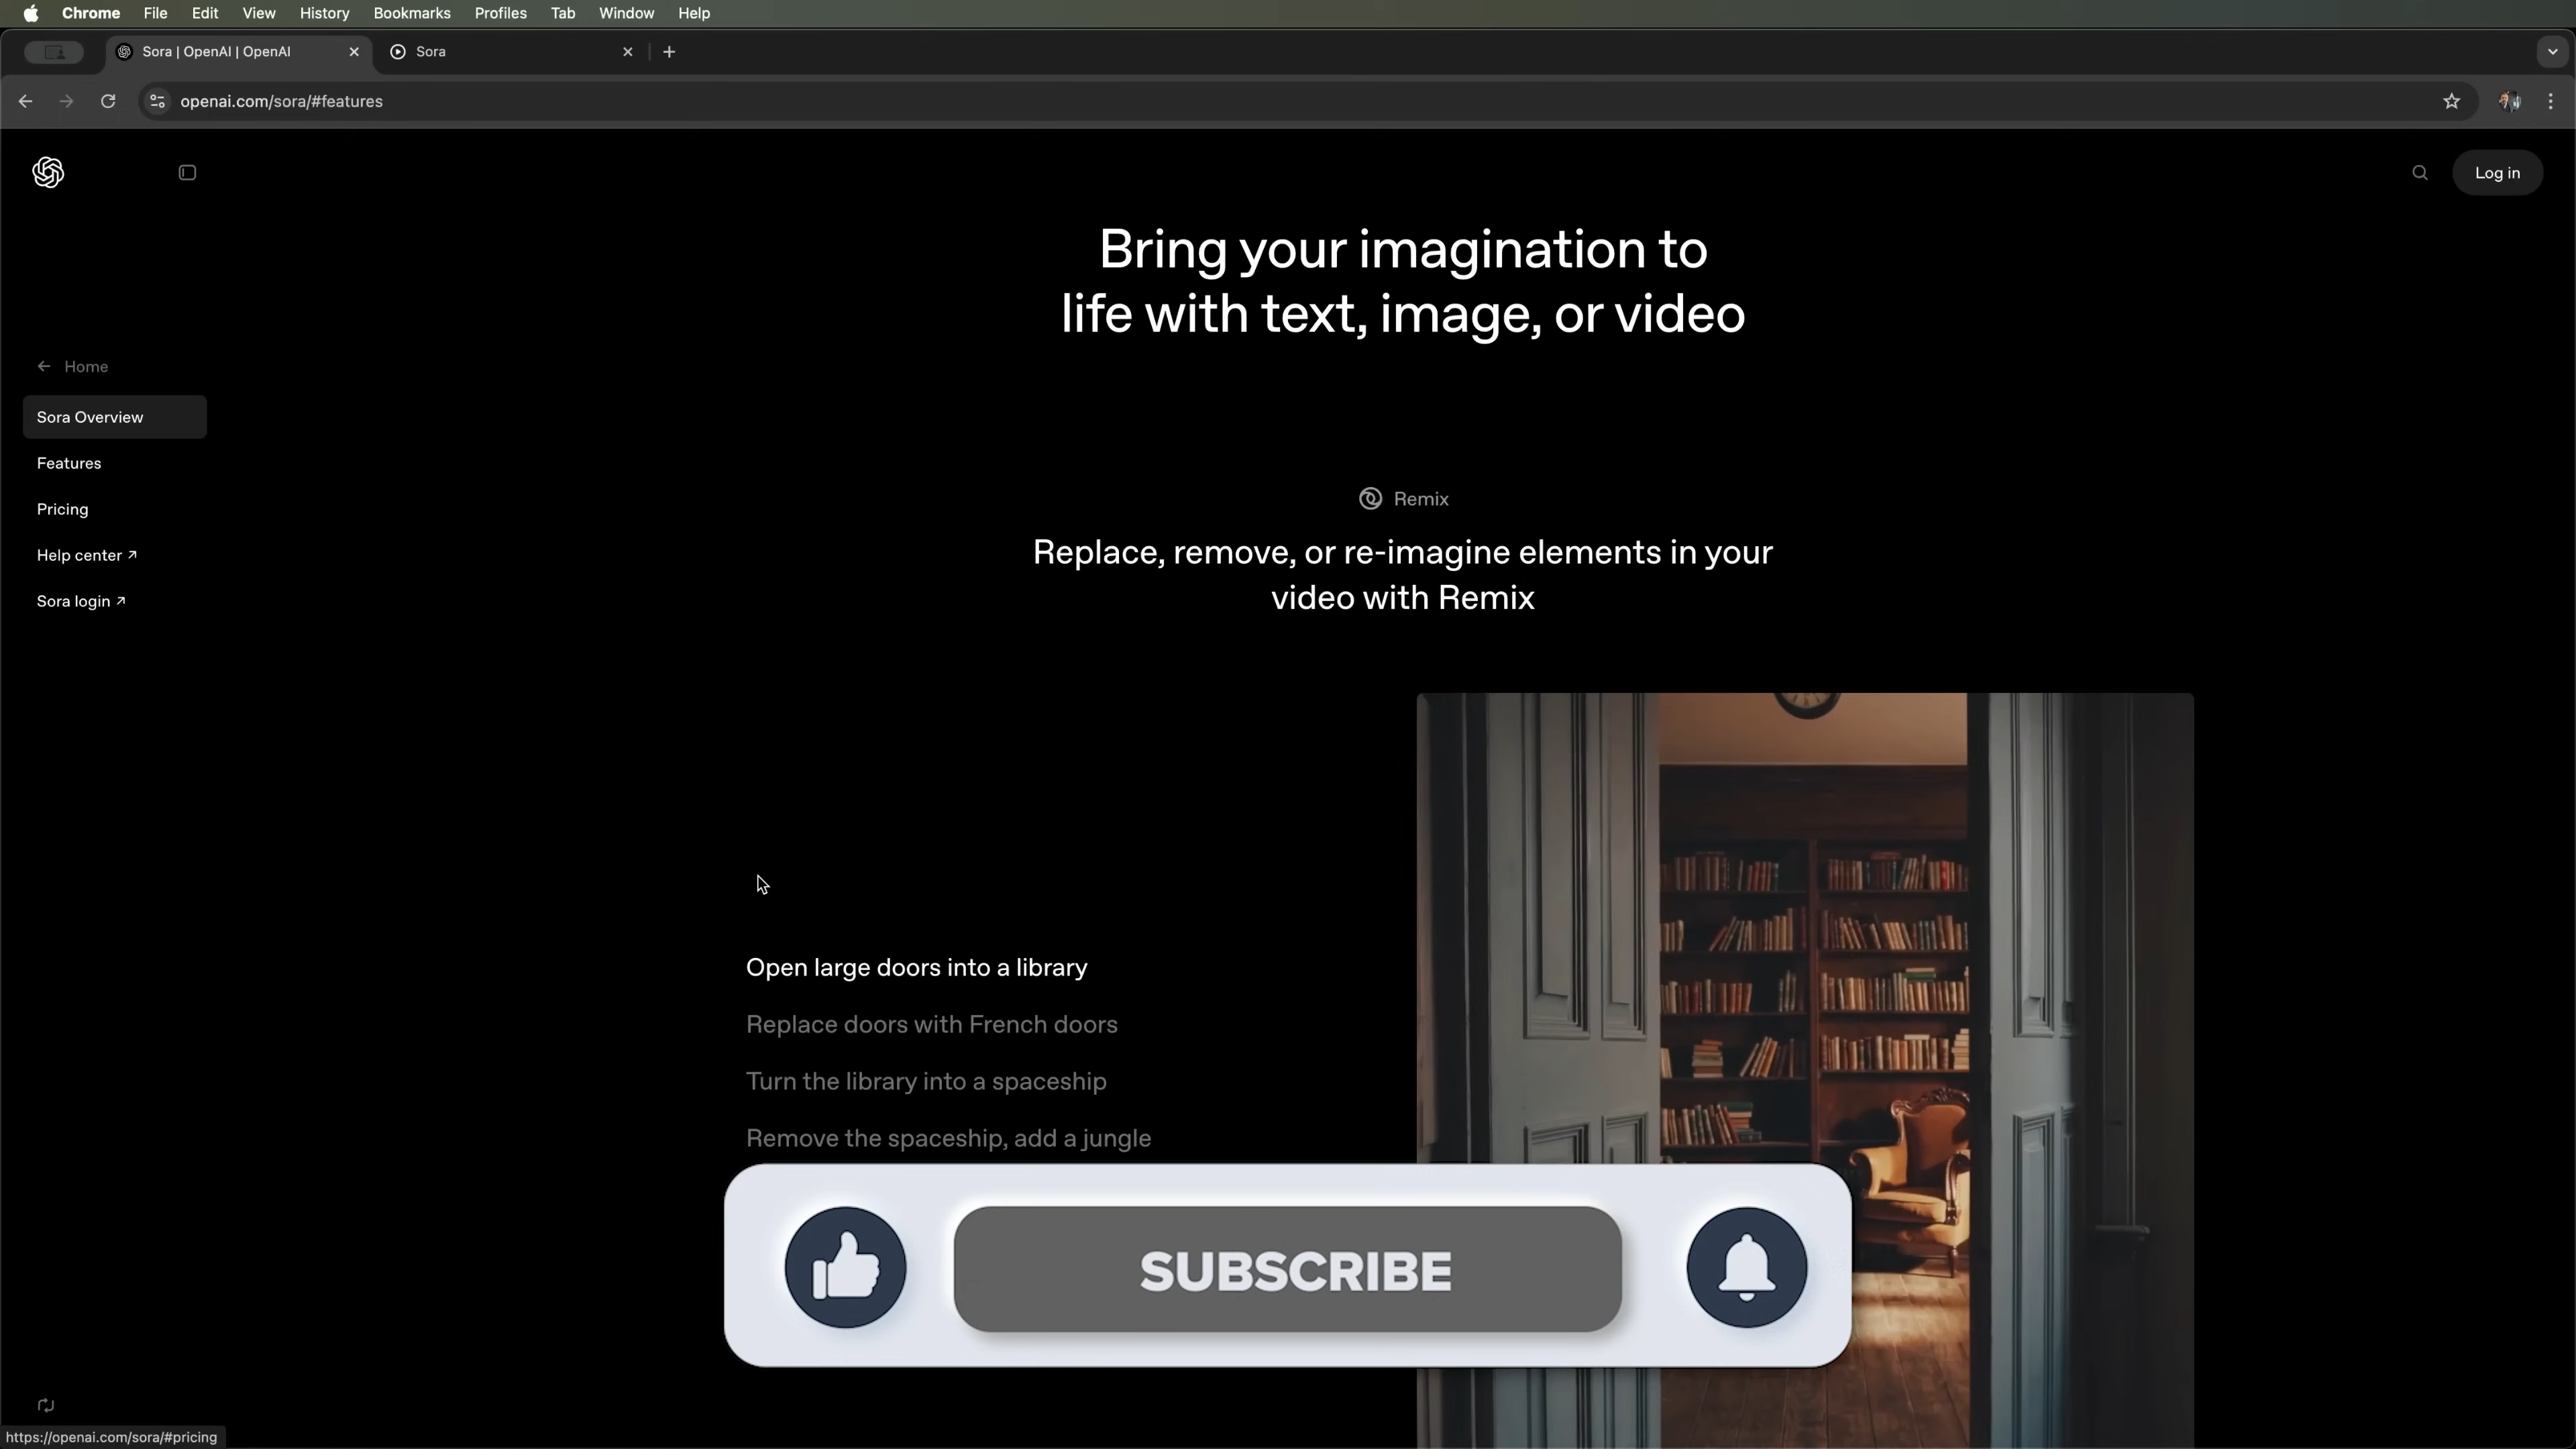 Chrome File Edit View History Bookmarks Profiles Tab Window Help
Sora | OpenAI | OpenAI
Sora
openai.com/sora/#features
Log in
Bring your imagination to
life with text, image, or video
Home
Sora Overview
Features
Pricing
Help center ↗
Sora login ↗
Remix
Replace, remove, or re-imagine elements in your
video with Remix
Open large doors into a library
Replace doors with French doors
Turn the library into a spaceship
Remove the spaceship, add a jungle
SUBSCRIBE
https://openai.com/sora/#pricing